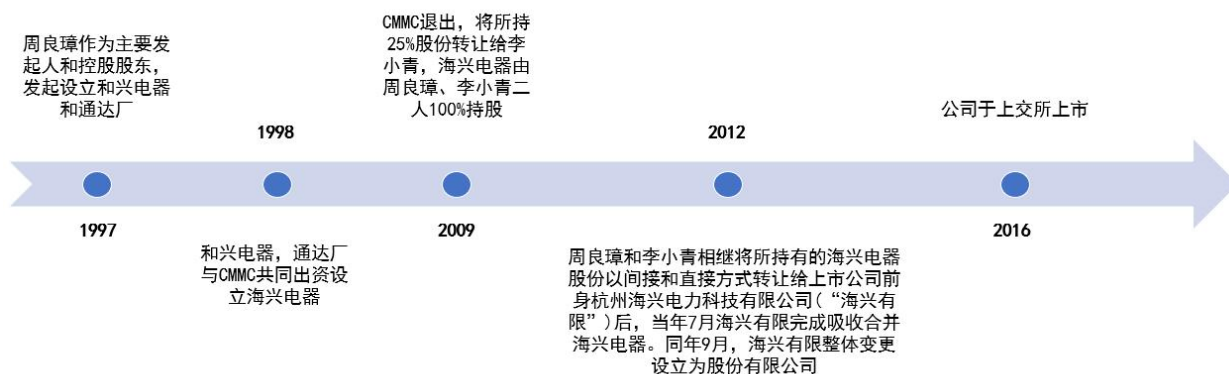 周良璋作为主要发
起人和控股股东，
发起设立和兴电器
和通达厂
1997
1998
和兴电器，通达厂
与CMMC共同出资设
立海兴电器
CMMC退出，将所持
25%股份转让给李
小青，海兴电器由
周良璋、李小青二
人100%持股
2009
2012
周良璋和李小青相继将所持有的海兴电器
股份以间接和直接方式转让给上市公司前
身杭州海兴电力科技有限公司(“海兴有
限”)后，当年7月海兴有限完成吸收合并
海兴电器。同年9月，海兴有限整体变更
设立为股份有限公司
公司于上交所上市
2016